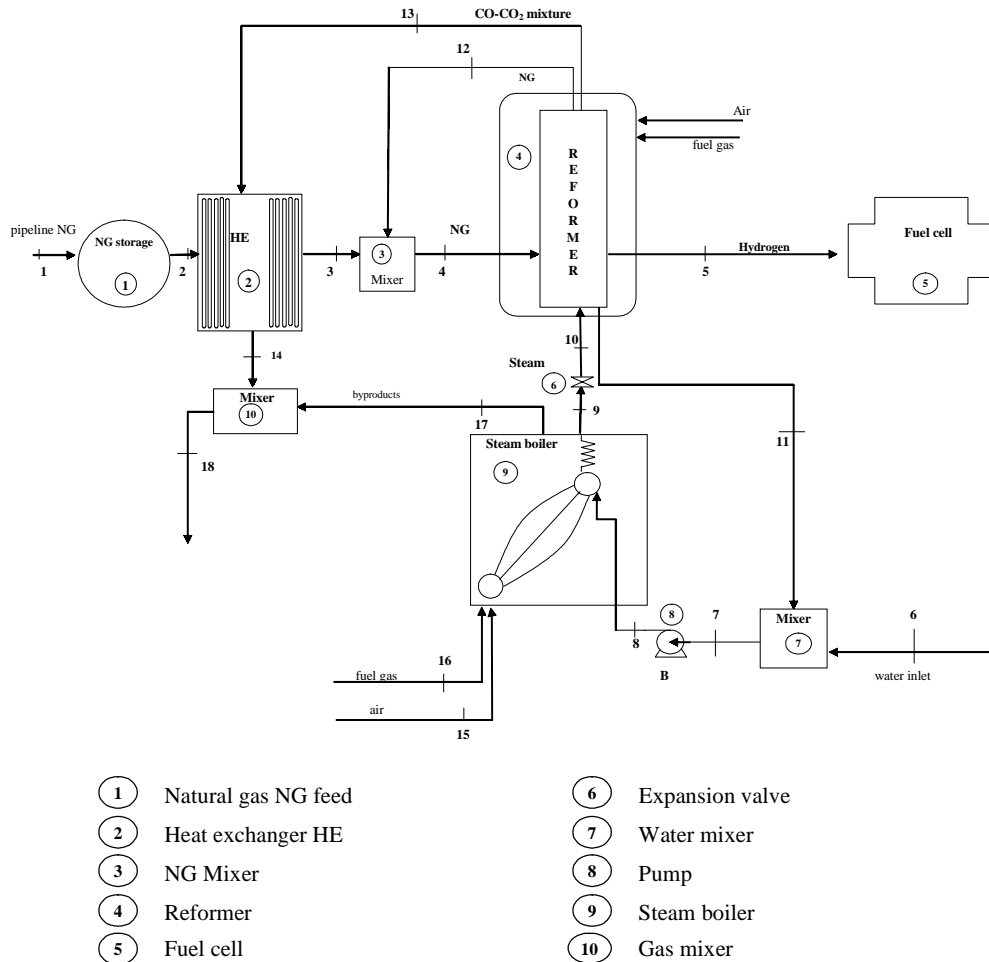 13
CO-CO₂ mixture
12
NG
Air
fuel gas
4
REFORMER
pipeline NG
1
NG storage
1
2
HE
2
3
3
Mixer
NG
4
Hydrogen
5
Fuel cell
5
14
Mixer
10
byproducts
17
18
10
Steam
6
9
Steam boiler
9
11
8
8
B
7
Mixer
7
6
water inlet
16
fuel gas
air
15
1 Natural gas NG feed
2 Heat exchanger HE
3 NG Mixer
4 Reformer
5 Fuel cell
6 Expansion valve
7 Water mixer
8 Pump
9 Steam boiler
10 Gas mixer